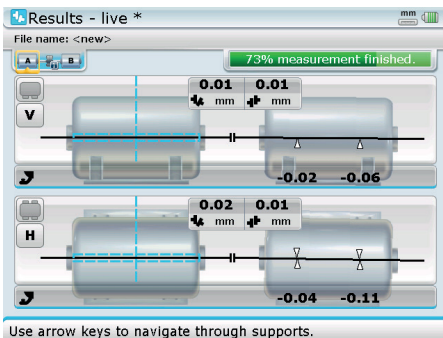 Results - live *
mm
File name: <new>
A B
73% measurement finished.
0.01 0.01
mm mm
V
-0.02 -0.06
0.02 0.01
mm mm
H
-0.04 -0.11
Use arrow keys to navigate through supports.